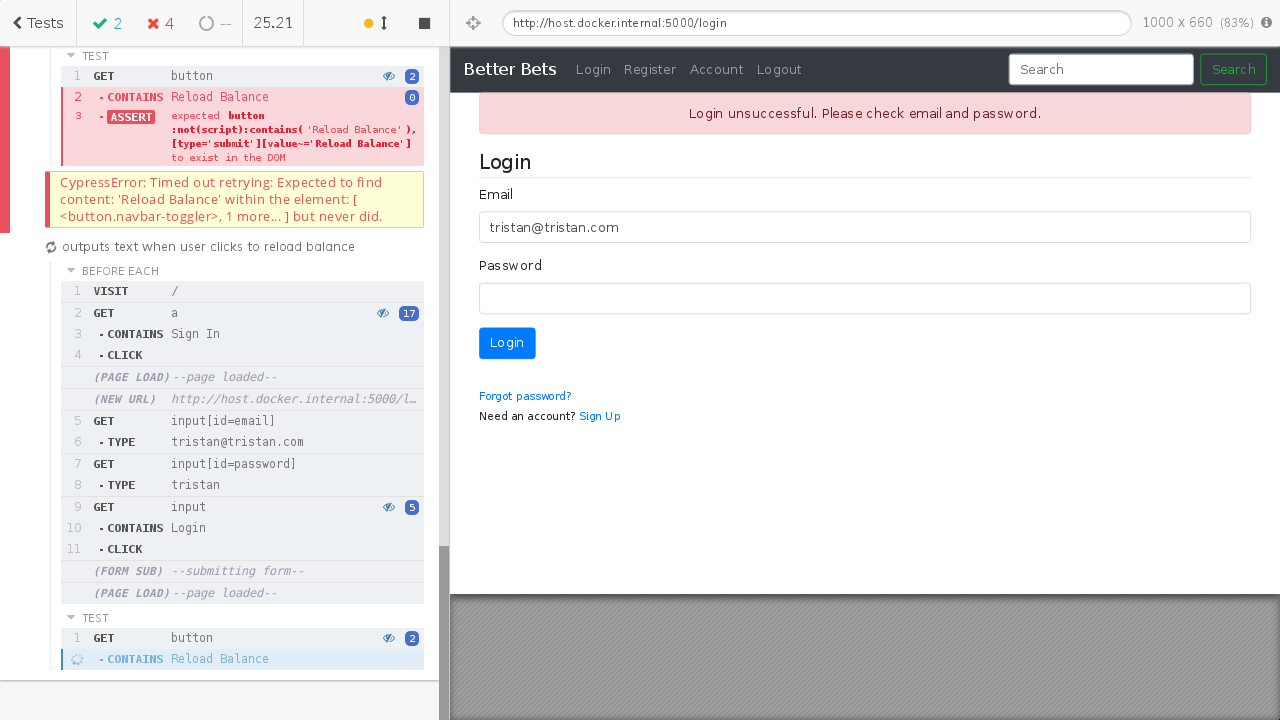 Tests
2
4
--
25.21
http://host.docker.internal:5000/login
1000 x 660 (83%)
TEST
1 GET button 2
2 - CONTAINS Reload Balance 0
3 - ASSERT expected button
:not(script):contains( 'Reload Balance' ),
[type='submit'][value~='Reload Balance']
to exist in the DOM
CypressError: Timed out retrying: Expected to find
content: 'Reload Balance' within the element: [
<button.navbar-toggler>, 1 more... ] but never did.
outputs text when user clicks to reload balance
BEFORE EACH
1 VISIT /
2 GET a 17
3 - CONTAINS Sign In
4 - CLICK
(PAGE LOAD) --page loaded--
(NEW URL) http://host.docker.internal:5000/l…
5 GET input[id=email]
6 - TYPE tristan@tristan.com
7 GET input[id=password]
8 - TYPE tristan
9 GET input 5
10 - CONTAINS Login
11 - CLICK
(FORM SUB) --submitting form--
(PAGE LOAD) --page loaded--
TEST
1 GET button 2
- CONTAINS Reload Balance
Better Bets Login Register Account Logout Search Search
Login unsuccessful. Please check email and password.
Login
Email
tristan@tristan.com
Password
Login
Forgot password?
Need an account? Sign Up